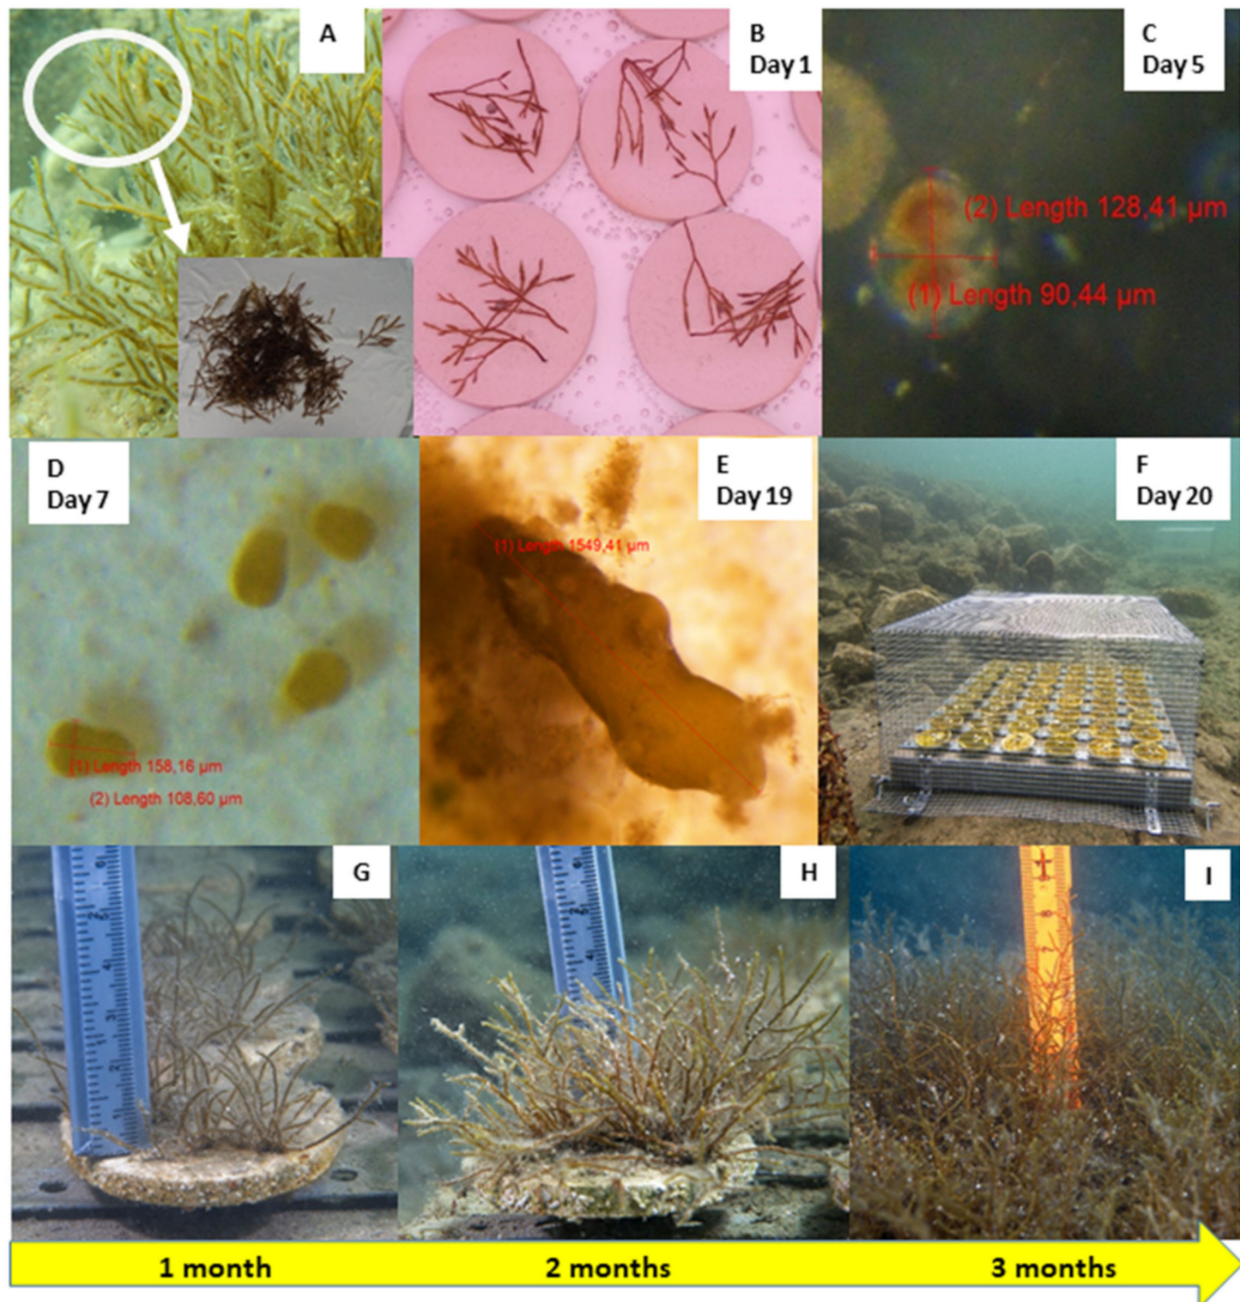 A
B
Day 1
C
Day 5
(2) Length 128,41 µm
(1) Length 90,44 µm
D
Day 7
(1) Length 158,16 µm
(2) Length 108,60 µm
E
Day 19
(1) Length 1549,41 µm
F
Day 20
G
H
I
1 month
2 months
3 months